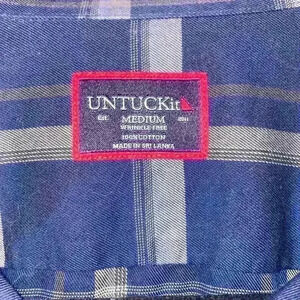 UNTUCKit
Est. MEDIUM 2011
WRINKLE-FREE
100% COTTON
MADE IN SRI LANKA